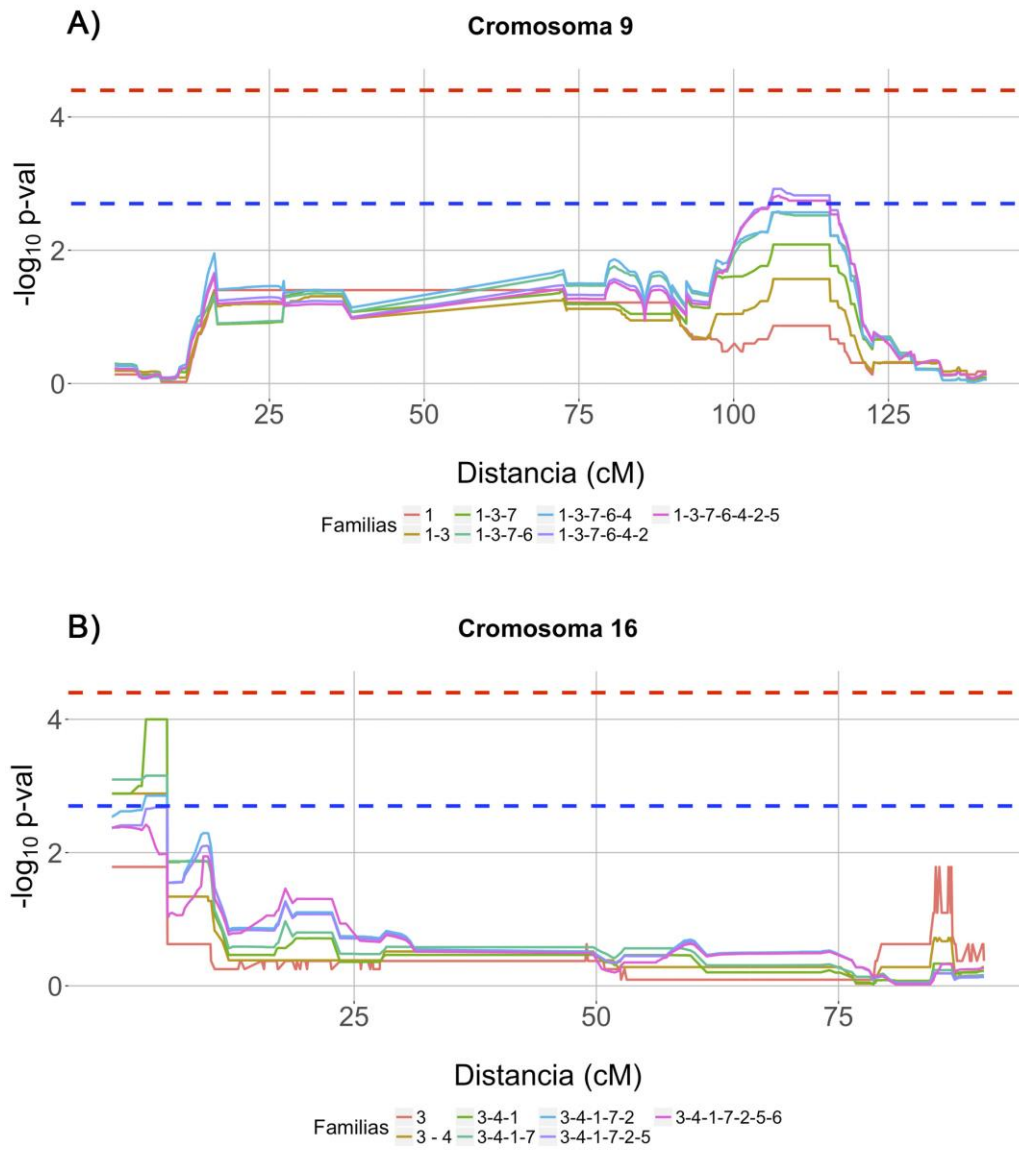 A)
Cromosoma 9
-log10 p-val
4
2
0
25 50 75 100 125
Distancia (cM)
Familias
1 1-3-7 1-3-7-6-4 1-3-7-6-4-2-5
1-3 1-3-7-6 1-3-7-6-4-2
B)
Cromosoma 16
-log10 p-val
4
2
0
25 50 75
Distancia (cM)
Familias
3 3-4-1 3-4-1-7-2 3-4-1-7-2-5-6
3 - 4 3-4-1-7 3-4-1-7-2-5